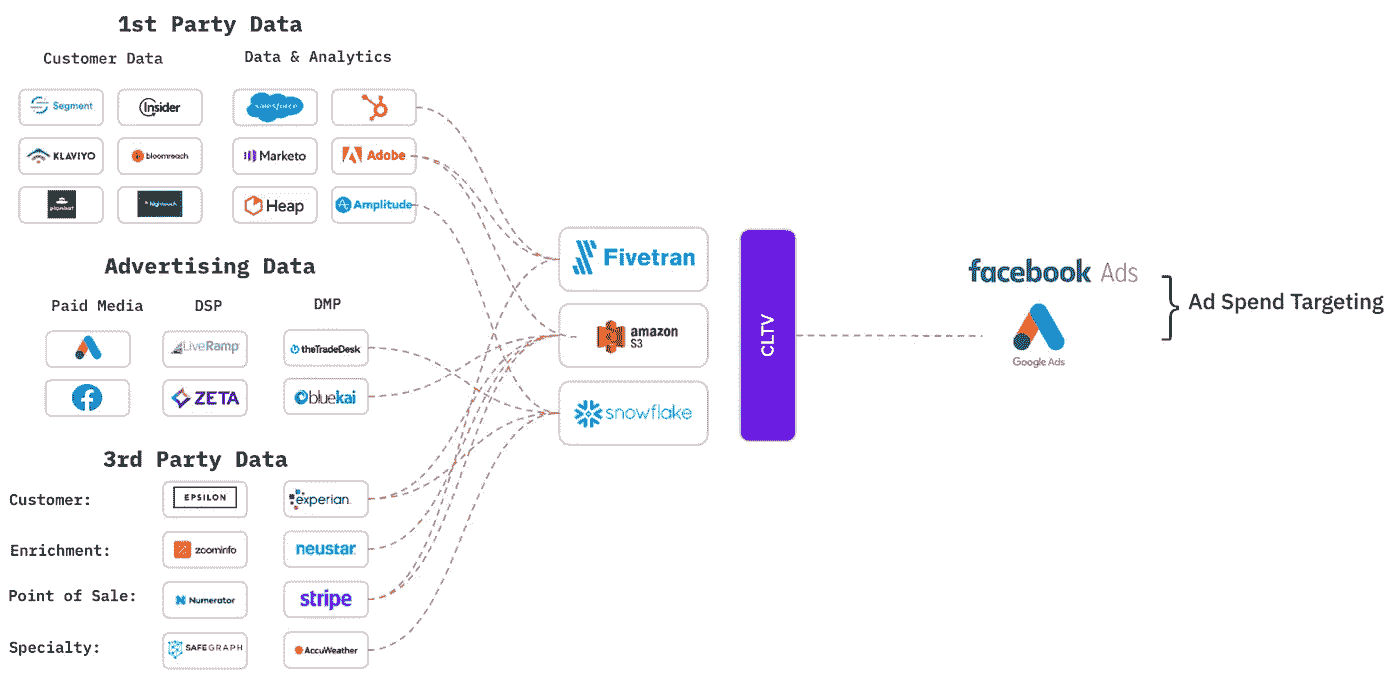 1st Party Data
Customer Data
Data & Analytics
Segment
Insider
salesforce
KLAVIYO
bloomreach
Marketo
Adobe
Hightouch
Heap
Amplitude
Advertising Data
Paid Media
DSP
DMP
LiveRamp
theTradeDesk
ZETA
bluekai
3rd Party Data
Customer:
EPSILON
experian.
Enrichment:
zoominfo
neustar
Point of Sale:
Numerator
stripe
Specialty:
SAFEGRAPH
AccuWeather
Fivetran
amazon
S3
snowflake
CLTV
facebook Ads
Google Ads
Ad Spend Targeting